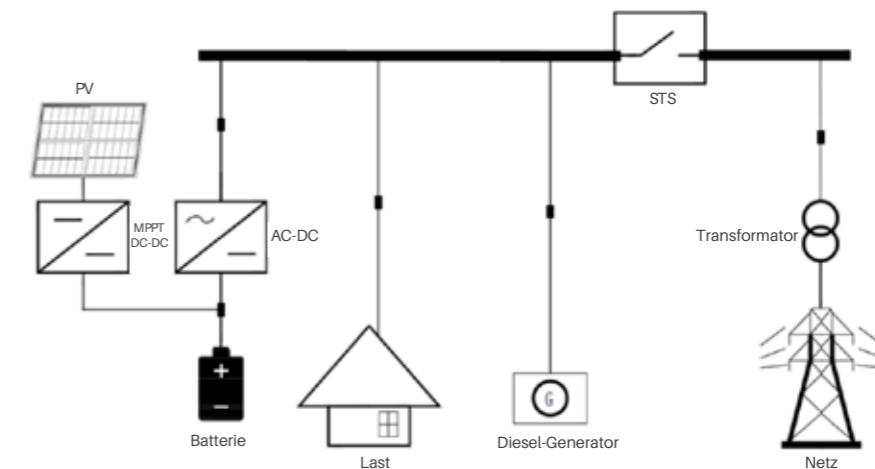 STS
PV
MPPT
DC-DC
AC-DC
Transformator
G
Batterie
Last
Diesel-Generator
Netz